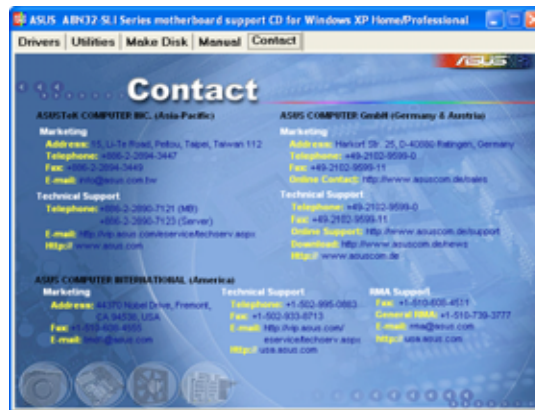 ASUS A8N32-SLI Series motherboard support CD for Windows XP Home/Professional
Drivers Utilities Make Disk Manual Contact
ASUS
Contact
ASUSTeK COMPUTER INC. (Asia-Pacific)
Marketing
Address: 15, Li-Te Road, Peitou, Taipei, Taiwan 112
Telephone: +886-2-2894-3447
Fax: +886-2-2894-3449
E-mail: info@asus.com.tw
Technical Support
Telephone: +886-2-2890-7121 (MB)
+886-2-2890-7123 (Server)
E-mail: http://vip.asus.com/eservice/techserv.aspx
Http:// www.asus.com
ASUS COMPUTER GmbH (Germany & Austria)
Marketing
Address: Harkort Str. 25, D-40880 Ratingen, Germany
Telephone: +49-2102-9599-0
Fax: +49-2102-9599-11
Online Contact: http://www.asuscom.de/sales
Technical Support
Telephone: +49-2102-9599-0
Fax: +49-2102-9599-11
Online Support: http://www.asuscom.de/support
Download: http://www.asuscom.de/news
Http:// www.asuscom.de
ASUS COMPUTER INTERNATIONAL (America)
Marketing
Address: 44370 Nobel Drive, Fremont,
CA 94538, USA
Fax: +1-510-608-4555
E-mail:
Technical Support
Telephone: +1-502-995-0883
Fax: +1-502-933-8713
E-mail: http://vip.asus.com/
eservice/techserv.aspx
Http:// usa.asus.com
RMA Support
Fax: +1-510-608-4511
General RMA: +1-510-739-3777
E-mail: rma@asus.com
Http:// usa.asus.com